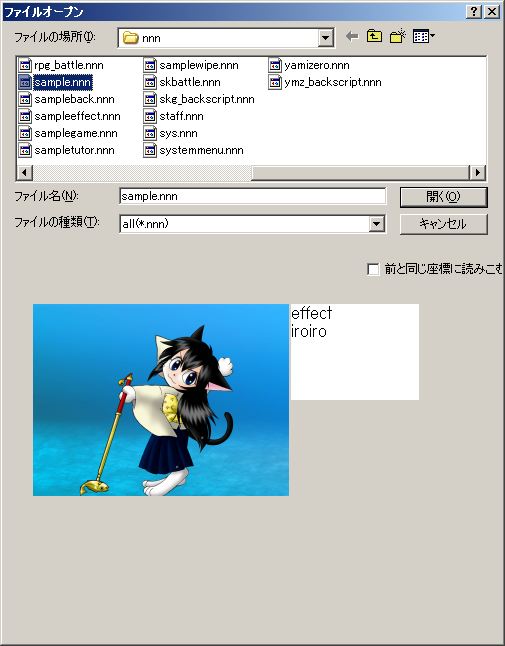 ファイルオープン
ファイルの場所(I):
nnn
rpg_battle.nnn
sample.nnn
sampleback.nnn
sampleeffect.nnn
samplegame.nnn
sampletutor.nnn
samplewipe.nnn
skbattle.nnn
skg_backscript.nnn
staff.nnn
sys.nnn
systemmenu.nnn
yamizero.nnn
ymz_backscript.nnn
ファイル名(N):
sample.nnn
開く(O)
ファイルの種類(T):
all(*.nnn)
キャンセル
前と同じ座標に読みこむ
effect
iroiro